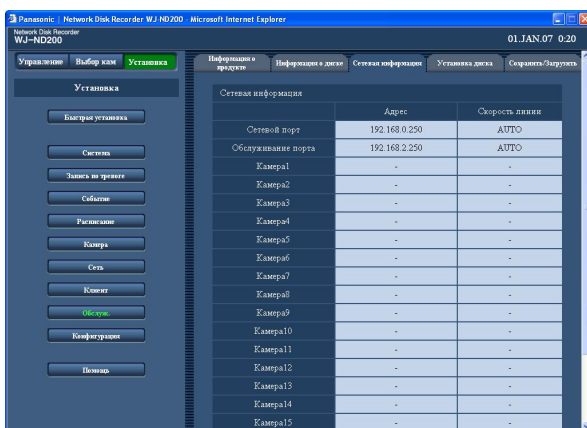 Panasonic | Network Disk Recorder WJ-ND200 - Microsoft Internet Explorer
Network Disk Recorder
WJ-ND200
01.JAN.07 0:20
Управление Выбор кам Установка
Информация о продукте Информация о диске Сетевая информация Установка диска Сохранить/Загрузить
Установка
Быстрая установка
Система
Запись по тревоге
Событие
Расписание
Камера
Сеть
Клиент
Обслуж.
Конфигурация
Помощь
Сетевая информация
Адрес Скорость линии
Сетевой порт 192.168.0.250 AUTO
Обслуживание порта 192.168.2.250 AUTO
Камера1 - -
Камера2 - -
Камера3 - -
Камера4 - -
Камера5 - -
Камера6 - -
Камера7 - -
Камера8 - -
Камера9 - -
Камера10 - -
Камера11 - -
Камера12 - -
Камера13 - -
Камера14 - -
Камера15 - -